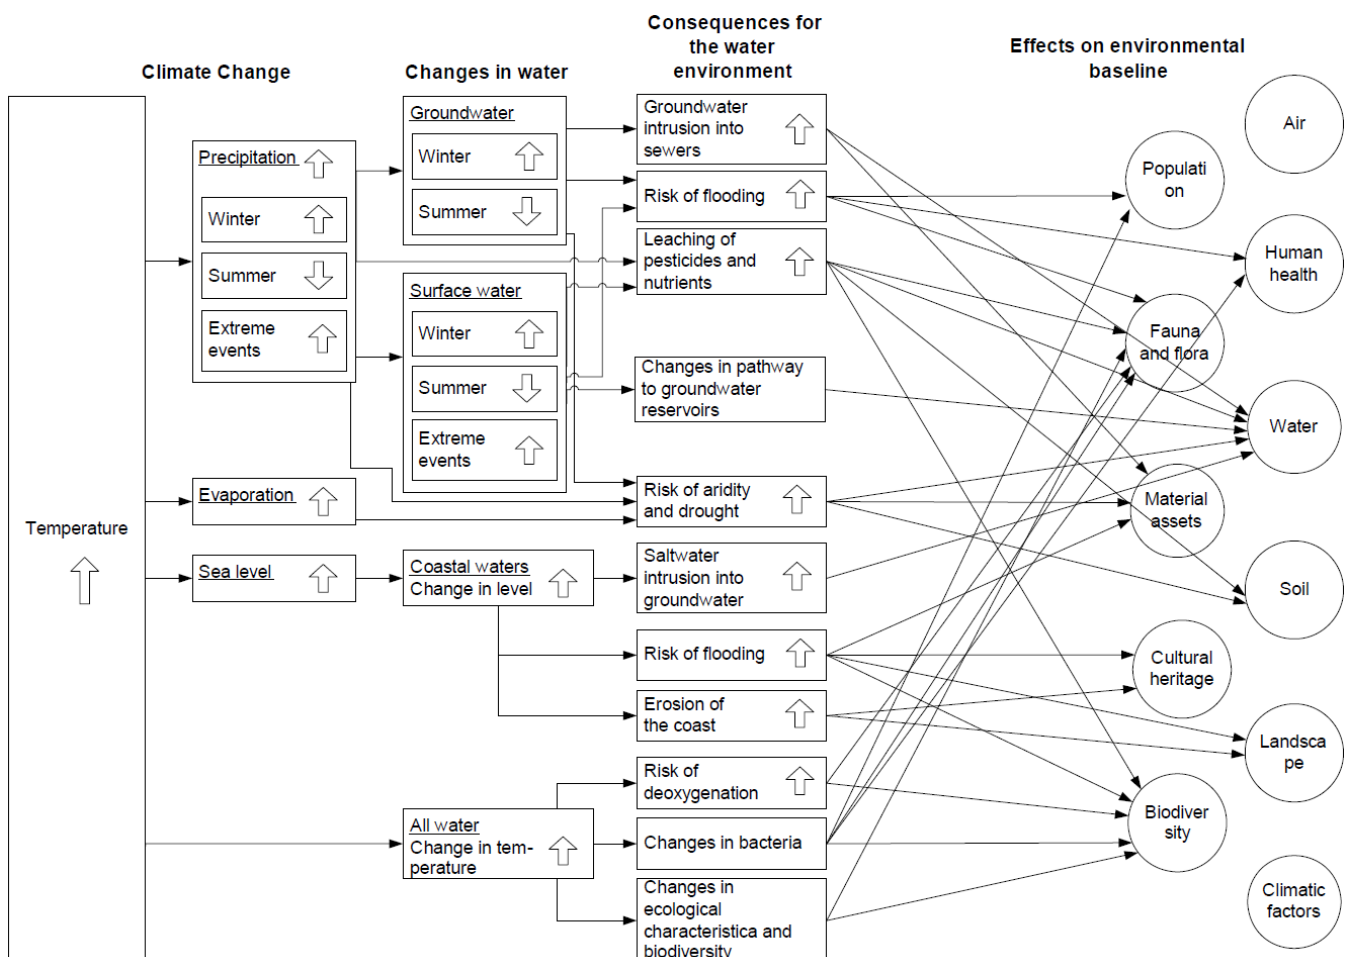 Climate Change
Changes in water
Consequences for
the water
environment
Effects on environmental
baseline
Temperature
Precipitation
Winter
Summer
Extreme
events
Evaporation
Sea level
Groundwater
Winter
Summer
Surface water
Winter
Summer
Extreme
events
Coastal waters
Change in level
All water
Change in tem-
perature
Groundwater
intrusion into
sewers
Risk of flooding
Leaching of
pesticides and
nutrients
Changes in pathway
to groundwater
reservoirs
Risk of aridity
and drought
Saltwater
intrusion into
groundwater
Risk of flooding
Erosion of
the coast
Risk of
deoxygenation
Changes in bacteria
Changes in
ecological
characteristica and
biodiversity
Air
Populati
on
Human
health
Fauna
and flora
Water
Material
assets
Soil
Cultural
heritage
Landsca
pe
Biodiver
sity
Climatic
factors